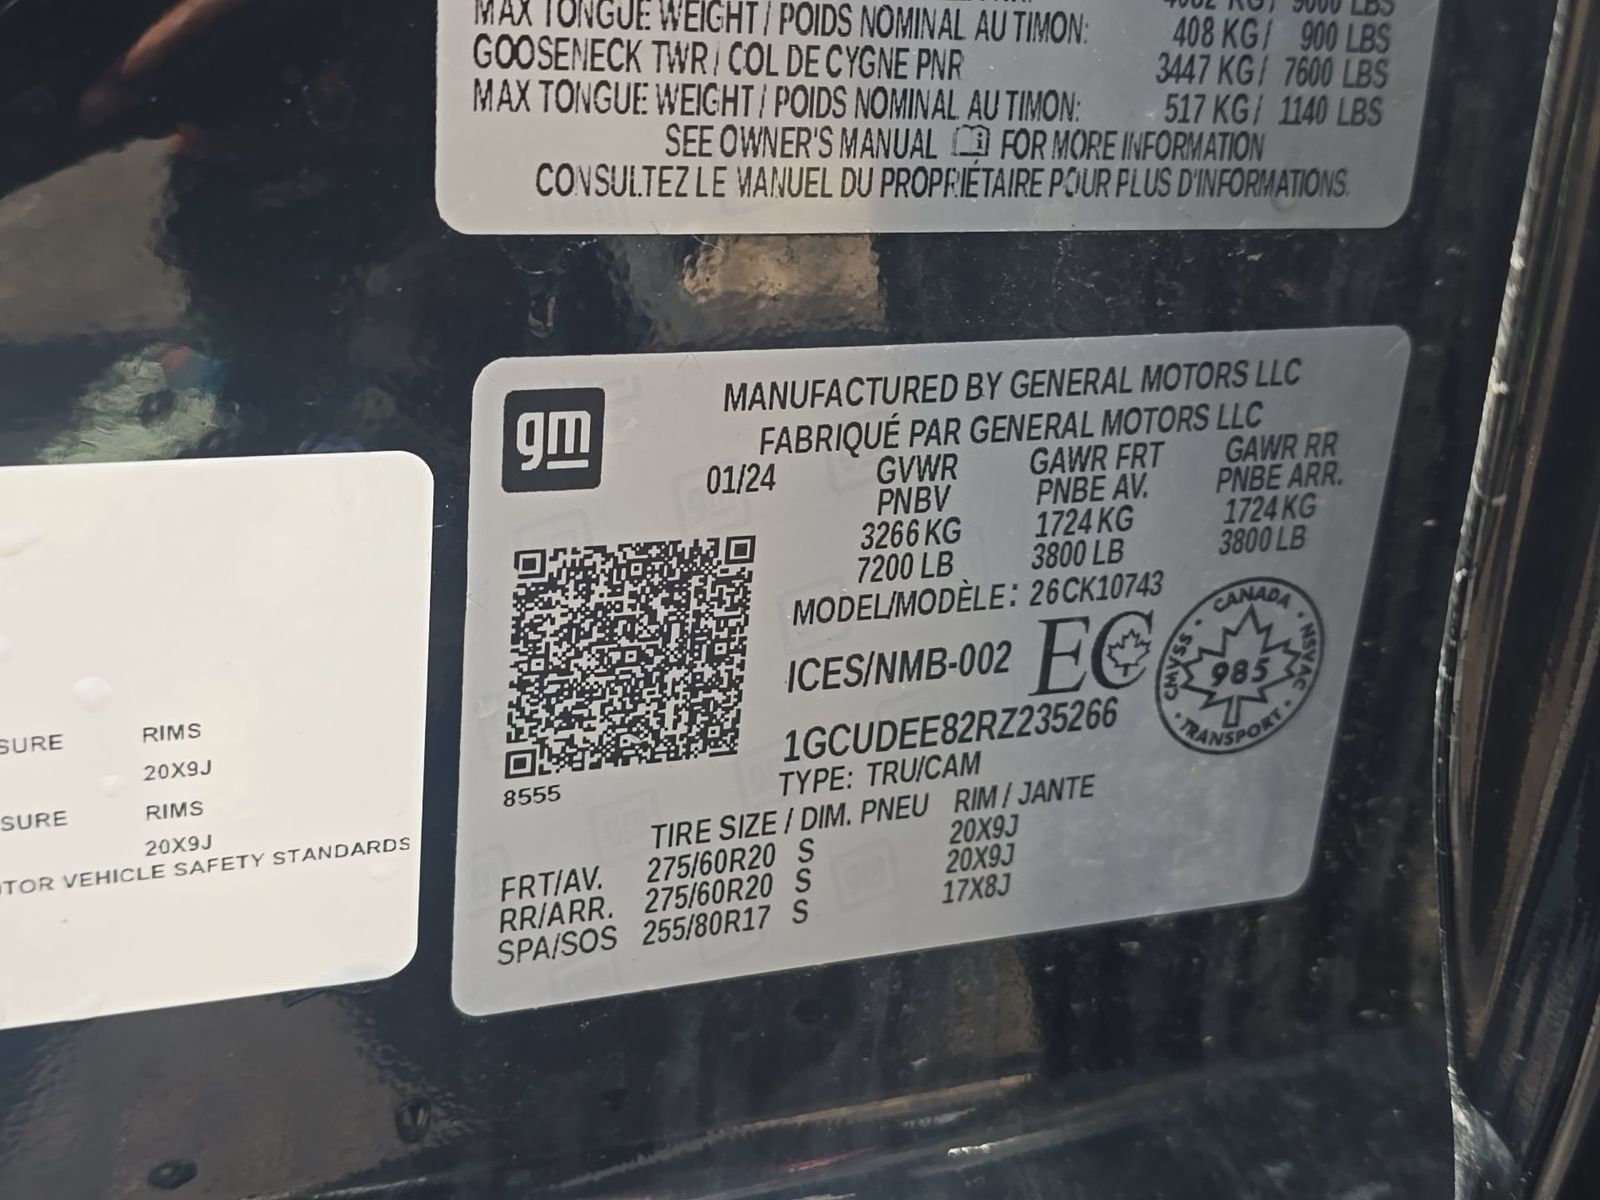 MAX TONGUE WEIGHT / POIDS NOMINAL AU TIMON: 408 KG / 900 LBS
GOOSENECK TWR / COL DE CYGNE PNR 3447 KG / 7600 LBS
MAX TONGUE WEIGHT / POIDS NOMINAL AU TIMON: 517 KG / 1140 LBS
SEE OWNER'S MANUAL FOR MORE INFORMATION
CONSULTEZ LE MANUEL DU PROPRIÉTAIRE POUR PLUS D'INFORMATIONS.
gm
MANUFACTURED BY GENERAL MOTORS LLC
FABRIQUÉ PAR GENERAL MOTORS LLC
01/24 GVWR GAWR FRT GAWR RR
PNBV PNBE AV. PNBE ARR.
3266 KG 1724 KG 1724 KG
7200 LB 3800 LB 3800 LB
MODEL/MODÈLE: 26CK10743
ICES/NMB-002 EC
CANADA
CMVSS NSVAC
985
TRANSPORT
1GCUDEE82RZ235266
TYPE: TRU/CAM
8555
TIRE SIZE / DIM. PNEU RIM / JANTE
FRT/AV. 275/60R20 S 20X9J
RR/ARR. 275/60R20 S 20X9J
SPA/SOS 255/80R17 S 17X8J
SURE RIMS
20X9J
SURE RIMS
20X9J
TOR VEHICLE SAFETY STANDARDS